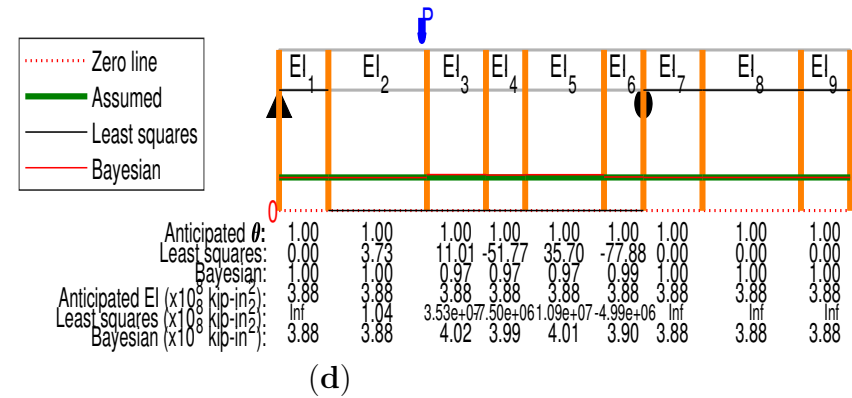 P
Zero line
Assumed
Least squares
Bayesian
EI1 EI2 EI3 EI4 EI5 EI6 EI7 EI8 EI9
0
Anticipated θ: 1.00 1.00 1.00 1.00 1.00 1.00 1.00 1.00 1.00
Least squares: 0.00 3.73 11.01 -51.77 35.70 -77.88 0.00 0.00 0.00
Bayesian: 1.00 1.00 0.97 0.97 0.97 0.99 1.00 1.00 1.00
Anticipated EI (x10^8 kip-in^2): 3.88 3.88 3.88 3.88 3.88 3.88 3.88 3.88 3.88
Least squares (x10^8 kip-in^2): Inf 1.04 3.53e+07 -7.50e+06 1.09e+07 -4.99e+06 Inf Inf Inf
Bayesian (x10^8 kip-in^2): 3.88 3.88 4.02 3.99 4.01 3.90 3.88 3.88 3.88
(d)